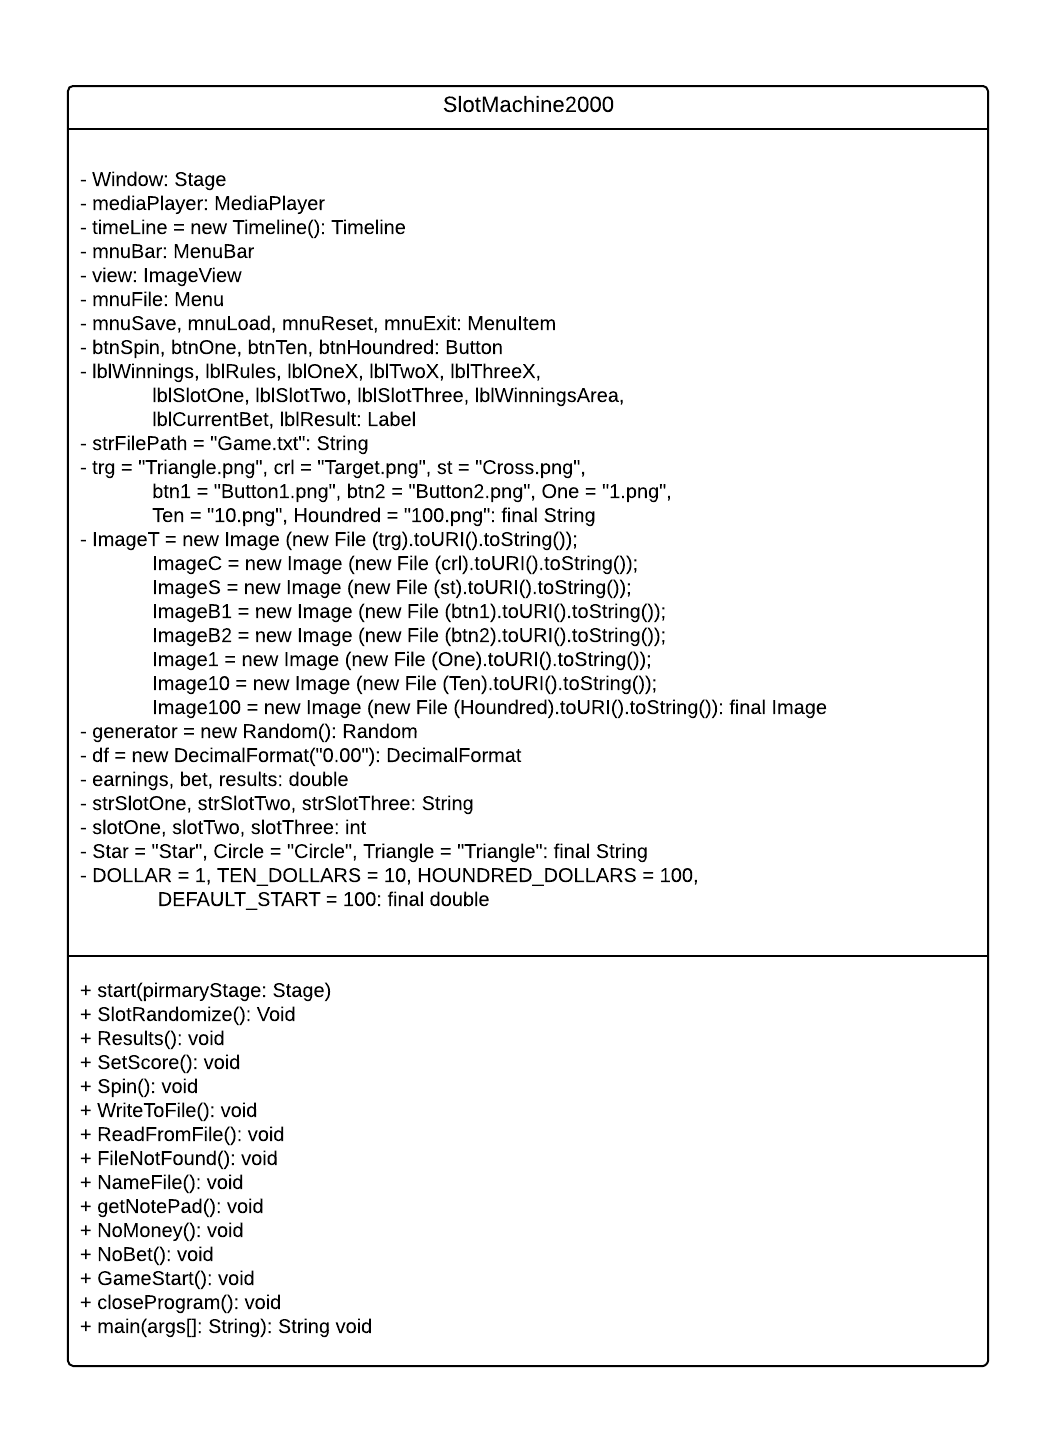 SlotMachine2000
- Window: Stage
- mediaPlayer: MediaPlayer
- timeLine = new Timeline(): Timeline
- mnuBar: MenuBar
- view: ImageView
- mnuFile: Menu
- mnuSave, mnuLoad, mnuReset, mnuExit: MenuItem
- btnSpin, btnOne, btnTen, btnHoundred: Button
- lblWinnings, lblRules, lblOneX, lblTwoX, lblThreeX,
lblSlotOne, lblSlotTwo, lblSlotThree, lblWinningsArea,
lblCurrentBet, lblResult: Label
- strFilePath = "Game.txt": String
- trg = "Triangle.png", crl = "Target.png", st = "Cross.png",
btn1 = "Button1.png", btn2 = "Button2.png", One = "1.png",
Ten = "10.png", Houndred = "100.png": final String
- ImageT = new Image (new File (trg).toURI().toString());
ImageC = new Image (new File (crl).toURI().toString());
ImageS = new Image (new File (st).toURI().toString());
ImageB1 = new Image (new File (btn1).toURI().toString());
ImageB2 = new Image (new File (btn2).toURI().toString());
Image1 = new Image (new File (One).toURI().toString());
Image10 = new Image (new File (Ten).toURI().toString());
Image100 = new Image (new File (Houndred).toURI().toString()): final Image
- generator = new Random(): Random
- df = new DecimalFormat("0.00"): DecimalFormat
- earnings, bet, results: double
- strSlotOne, strSlotTwo, strSlotThree: String
- slotOne, slotTwo, slotThree: int
- Star = "Star", Circle = "Circle", Triangle = "Triangle": final String
- DOLLAR = 1, TEN_DOLLARS = 10, HOUNDRED_DOLLARS = 100,
DEFAULT_START = 100: final double
+ start(pirmaryStage: Stage)
+ SlotRandomize(): Void
+ Results(): void
+ SetScore(): void
+ Spin(): void
+ WriteToFile(): void
+ ReadFromFile(): void
+ FileNotFound(): void
+ NameFile(): void
+ getNotePad(): void
+ NoMoney(): void
+ NoBet(): void
+ GameStart(): void
+ closeProgram(): void
+ main(args[]: String): String void